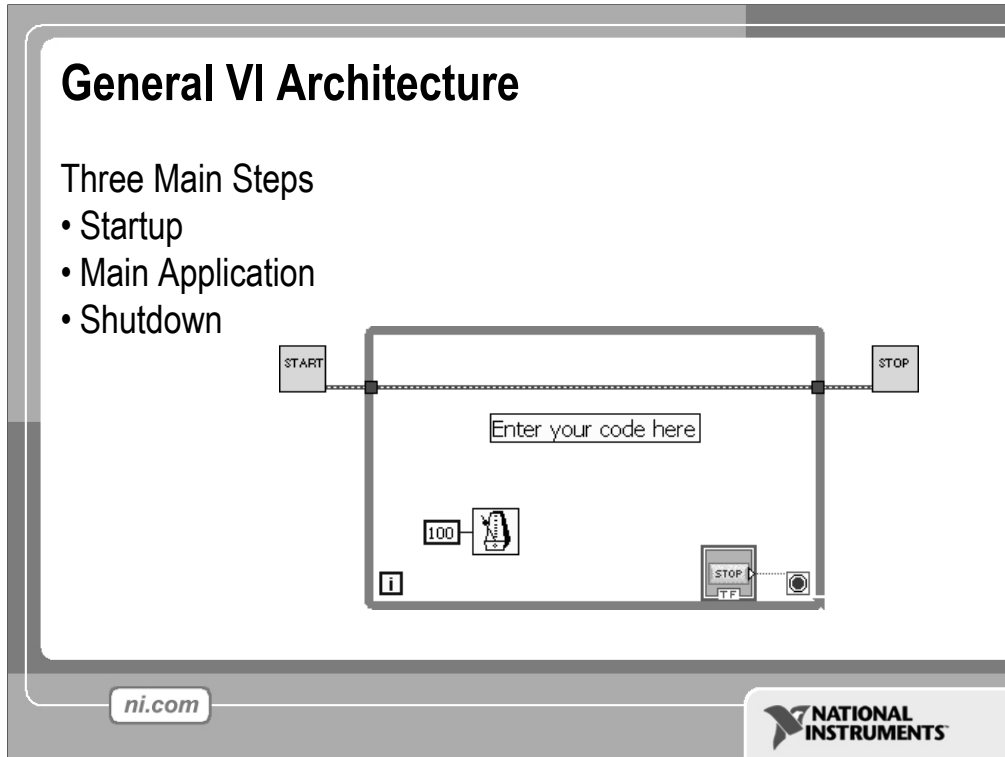 General VI Architecture
Three Main Steps
• Startup
• Main Application
• Shutdown
START
STOP
Enter your code here
100
i
STOP
TF
ni.com
NATIONAL
INSTRUMENTS